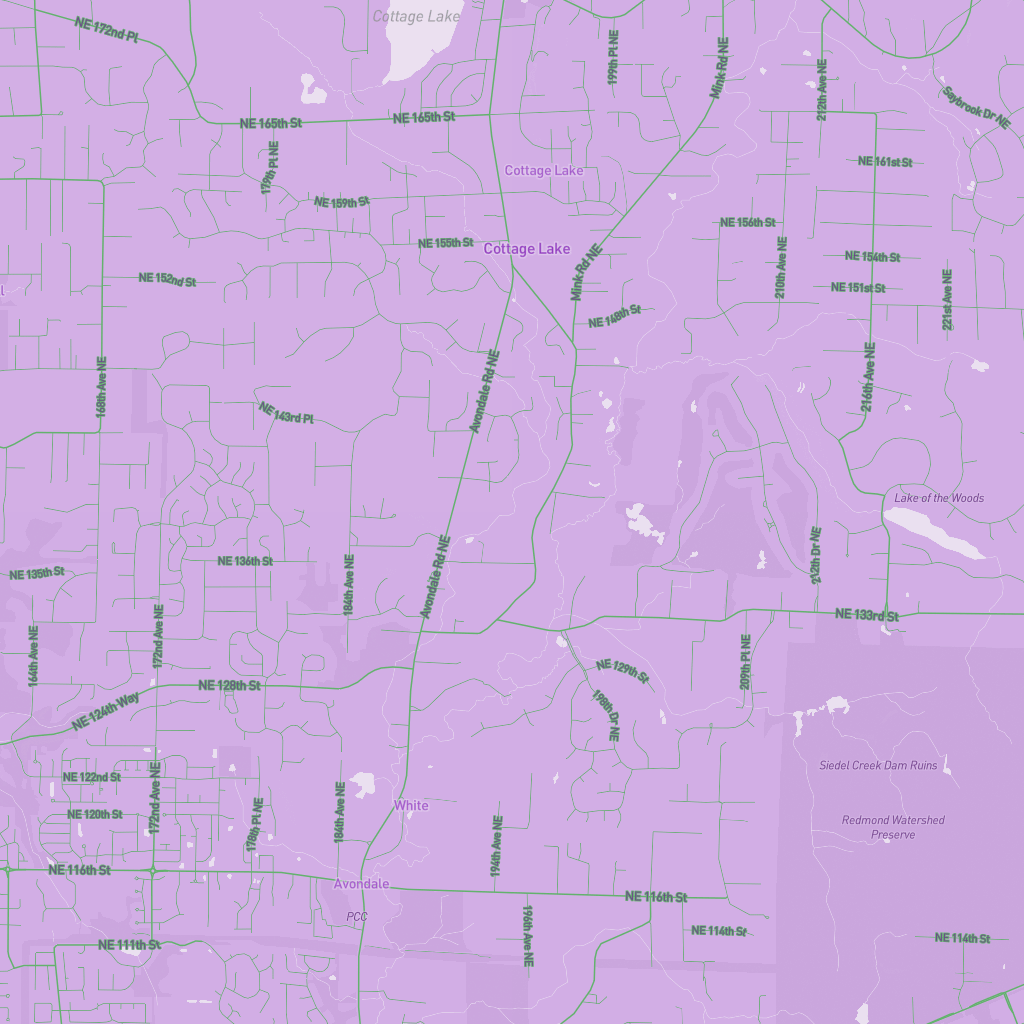 Cottage Lake
NE 172nd Pl
199th Pl NE
Mink Rd NE
212th Ave NE
Saybrook Dr NE
NE 165th St
NE 165th St
179th Pl NE
NE 161st St
Cottage Lake
NE 159th St
NE 156th St
NE 155th St
Cottage Lake
Mink Rd NE
210th Ave NE
NE 154th St
NE 152nd St
NE 151st St
221st Ave NE
l
NE 148th St
168th Ave NE
Avondale Rd NE
216th Ave NE
NE 143rd Pl
Lake of the Woods
NE 136th St
NE 135th St
184th Ave NE
Avondale Rd NE
212th Dr NE
NE 133rd St
164th Ave NE
172nd Ave NE
209th Pl NE
NE 129th St
NE 128th St
198th Dr NE
NE 124th Way
Siedel Creek Dam Ruins
NE 122nd St
172nd Ave NE
184th Ave NE
White
NE 120th St
178th Pl NE
194th Ave NE
Redmond Watershed
Preserve
NE 116th St
Avondale
NE 116th St
PCC
196th Ave NE
NE 114th St
NE 114th St
NE 111th St